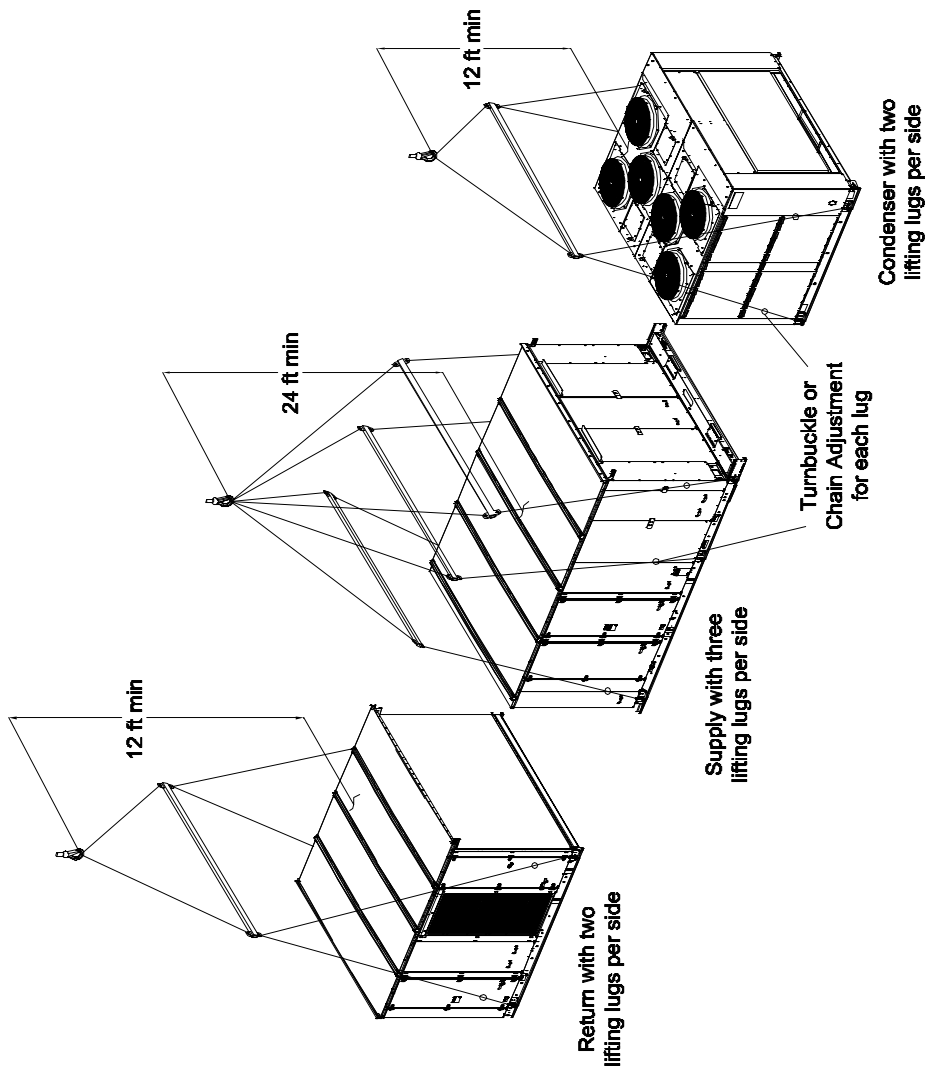 12 ft min
Return with two
lifting lugs per side
24 ft min
Supply with three
lifting lugs per side
Turnbuckle or
Chain Adjustment
for each lug
12 ft min
Condenser with two
lifting lugs per side